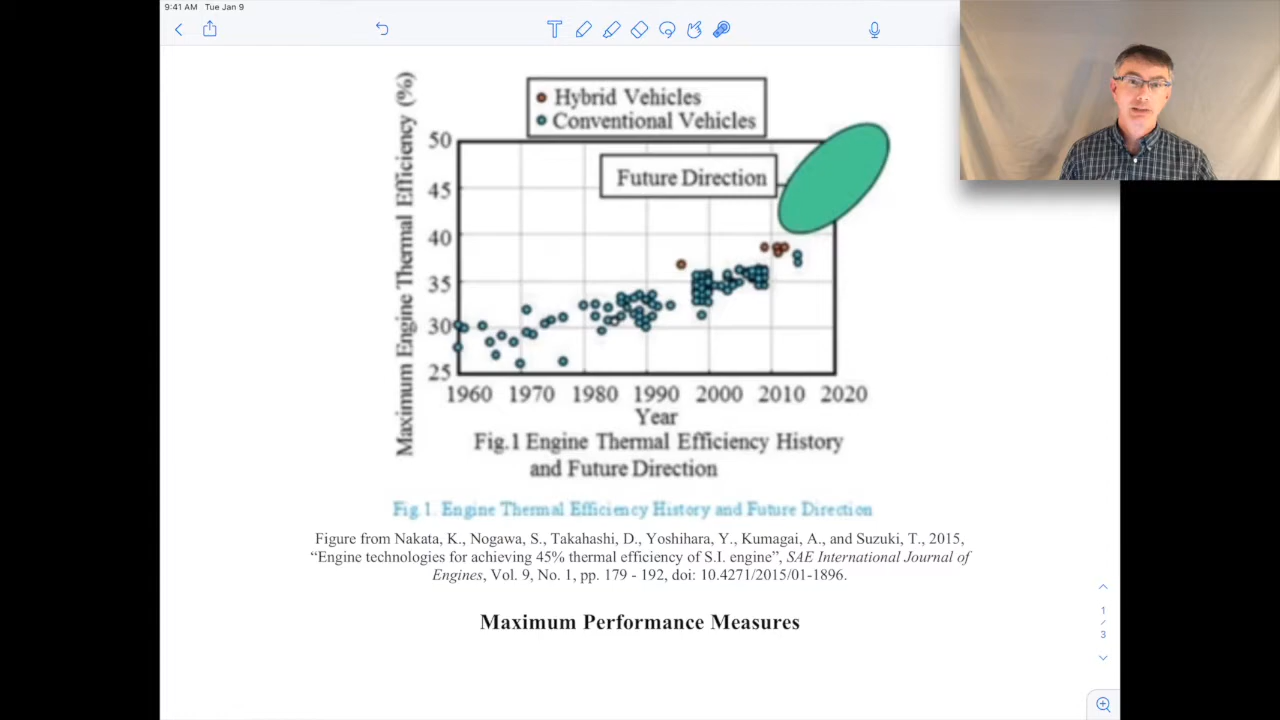 9:41 AM Tue Jan 9
T
Hybrid Vehicles
Conventional Vehicles
Maximum Engine Thermal Efficiency (%)
50
Future Direction
45
40
35
30
25
1960 1970 1980 1990 2000 2010 2020
Year
Fig.1 Engine Thermal Efficiency History
and Future Direction
Fig. 1. Engine Thermal Efficiency History and Future Direction
Figure from Nakata, K., Nogawa, S., Takahashi, D., Yoshihara, Y., Kumagai, A., and Suzuki, T., 2015,
“Engine technologies for achieving 45% thermal efficiency of S.I. engine”, SAE International Journal of
Engines, Vol. 9, No. 1, pp. 179 - 192, doi: 10.4271/2015/01-1896.
Maximum Performance Measures
1
/
3